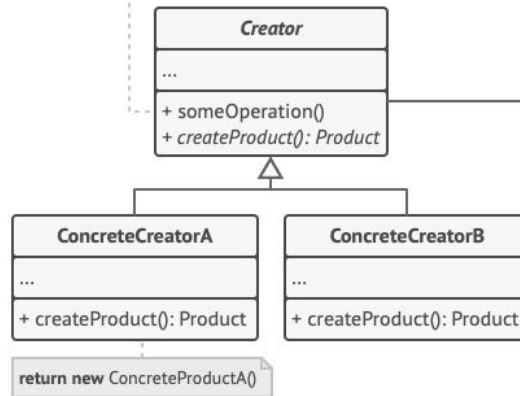 Creator
...
+ someOperation()
+ createProduct(): Product
ConcreteCreatorA
...
+ createProduct(): Product
ConcreteCreatorB
...
+ createProduct(): Product
return new ConcreteProductA()